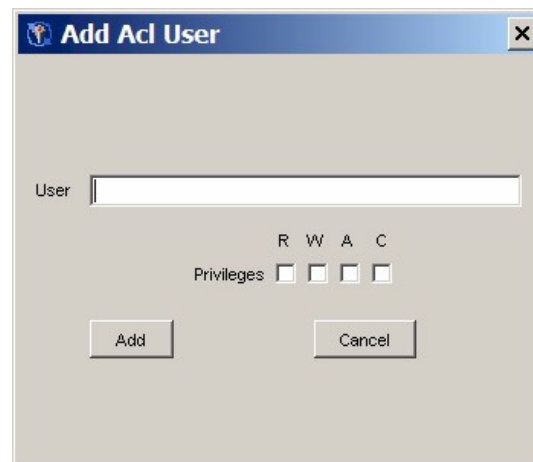 Add Acl User
User
R W A C
Privileges
Add Cancel